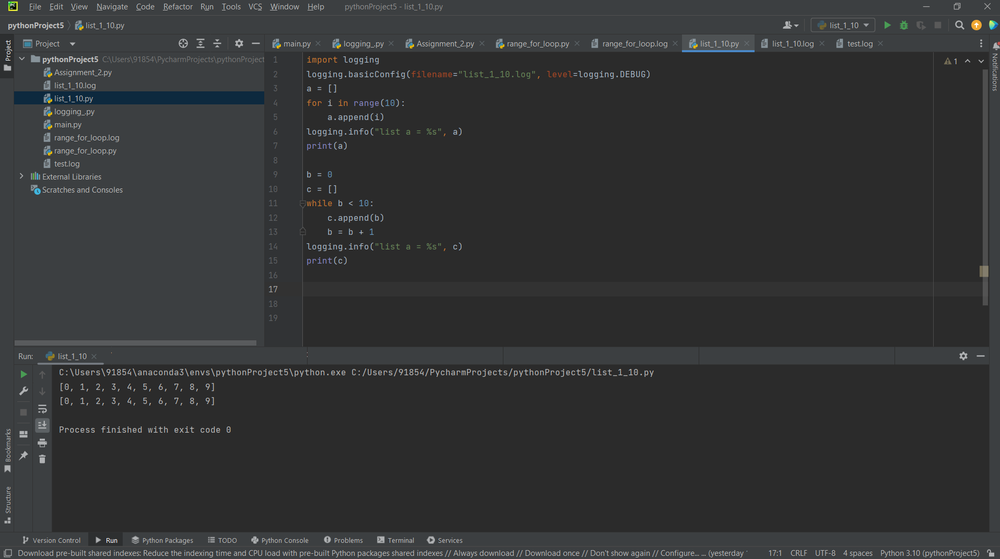 File Edit View Navigate Code Refactor Run Tools VCS Window Help pythonProject5 - list_1_10.py
pythonProject5 list_1_10.py list_1_10
Project
Project
main.py logging_.py Assignment_2.py range_for_loop.py range_for_loop.log list_1_10.py list_1_10.log test.log
pythonProject5 C:\Users\91854\PycharmProjects\pythonProject
Assignment_2.py
list_1_10.log
list_1_10.py
logging_.py
main.py
range_for_loop.log
range_for_loop.py
test.log
External Libraries
Scratches and Consoles
1 import logging
2 logging.basicConfig(filename="list_1_10.log", level=logging.DEBUG)
3 a = []
4 for i in range(10):
5 a.append(i)
6 logging.info("list a = %s", a)
7 print(a)
8
9 b = 0
10 c = []
11 while b < 10:
12 c.append(b)
13 b = b + 1
14 logging.info("list a = %s", c)
15 print(c)
16
17
18
19
1
Notifications
Run: list_1_10
C:\Users\91854\anaconda3\envs\pythonProject5\python.exe C:/Users/91854/PycharmProjects/pythonProject5/list_1_10.py
[0, 1, 2, 3, 4, 5, 6, 7, 8, 9]
[0, 1, 2, 3, 4, 5, 6, 7, 8, 9]
Process finished with exit code 0
Bookmarks
Structure
Version Control Run Python Packages TODO Python Console Problems Terminal Services
Download pre-built shared indexes: Reduce the indexing time and CPU load with pre-built Python packages shared indexes // Always download // Download once // Don't show again // Configure... ... (yesterday 17:1 CRLF UTF-8 4 spaces Python 3.10 (pythonProject5)